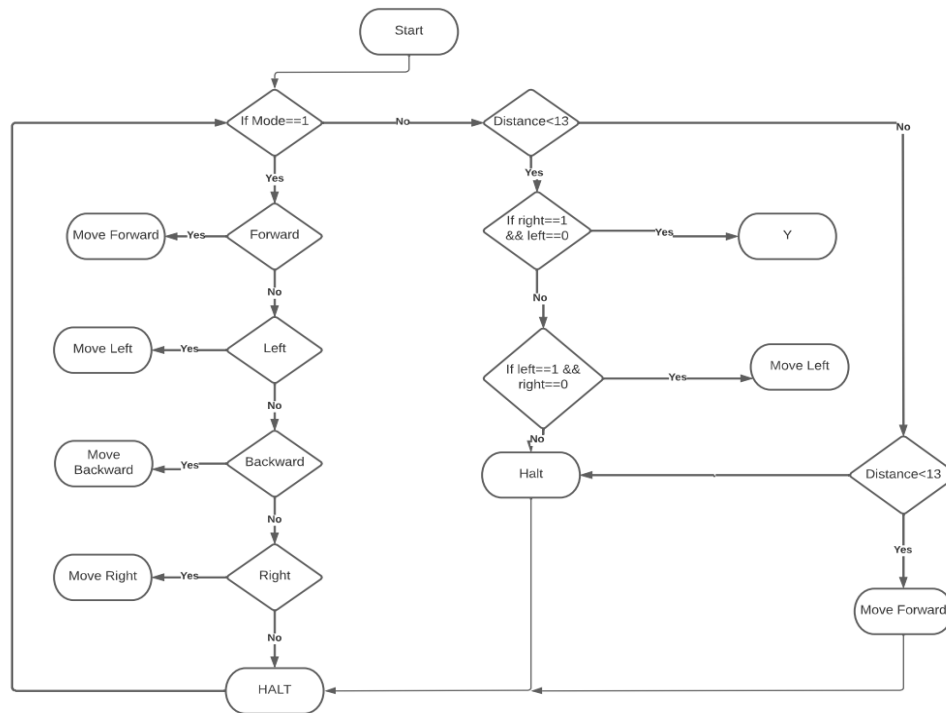 Start
If Mode==1
No
Distance<13
No
Yes
Yes
Move Forward
Yes
Forward
If right==1
&& left==0
Yes
Y
No
No
Move Left
Yes
Left
If left==1 &&
right==0
Yes
Move Left
No
No
Move
Backward
Yes
Backward
Halt
Distance<13
No
Yes
Move Right
Yes
Right
Move Forward
No
HALT